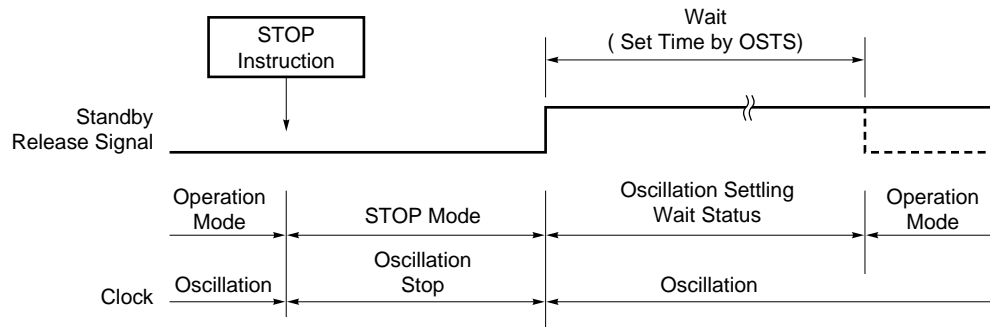 Wait
( Set Time by OSTS)
STOP
Instruction
Standby
Release Signal
Operation
Mode
STOP Mode
Oscillation Settling
Wait Status
Operation
Mode
Clock
Oscillation
Oscillation
Stop
Oscillation